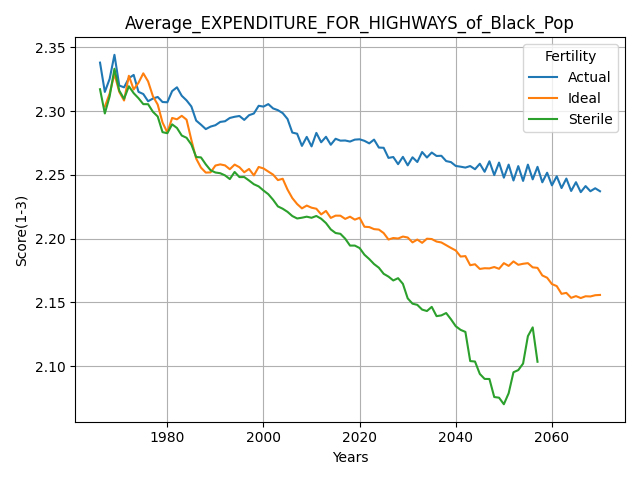 Average_EXPENDITURE_FOR_HIGHWAYS_of_Black_Pop
Fertility
Actual
Ideal
Sterile
Score(1-3)
2.35
2.30
2.25
2.20
2.15
2.10
1980
2000
2020
2040
2060
Years